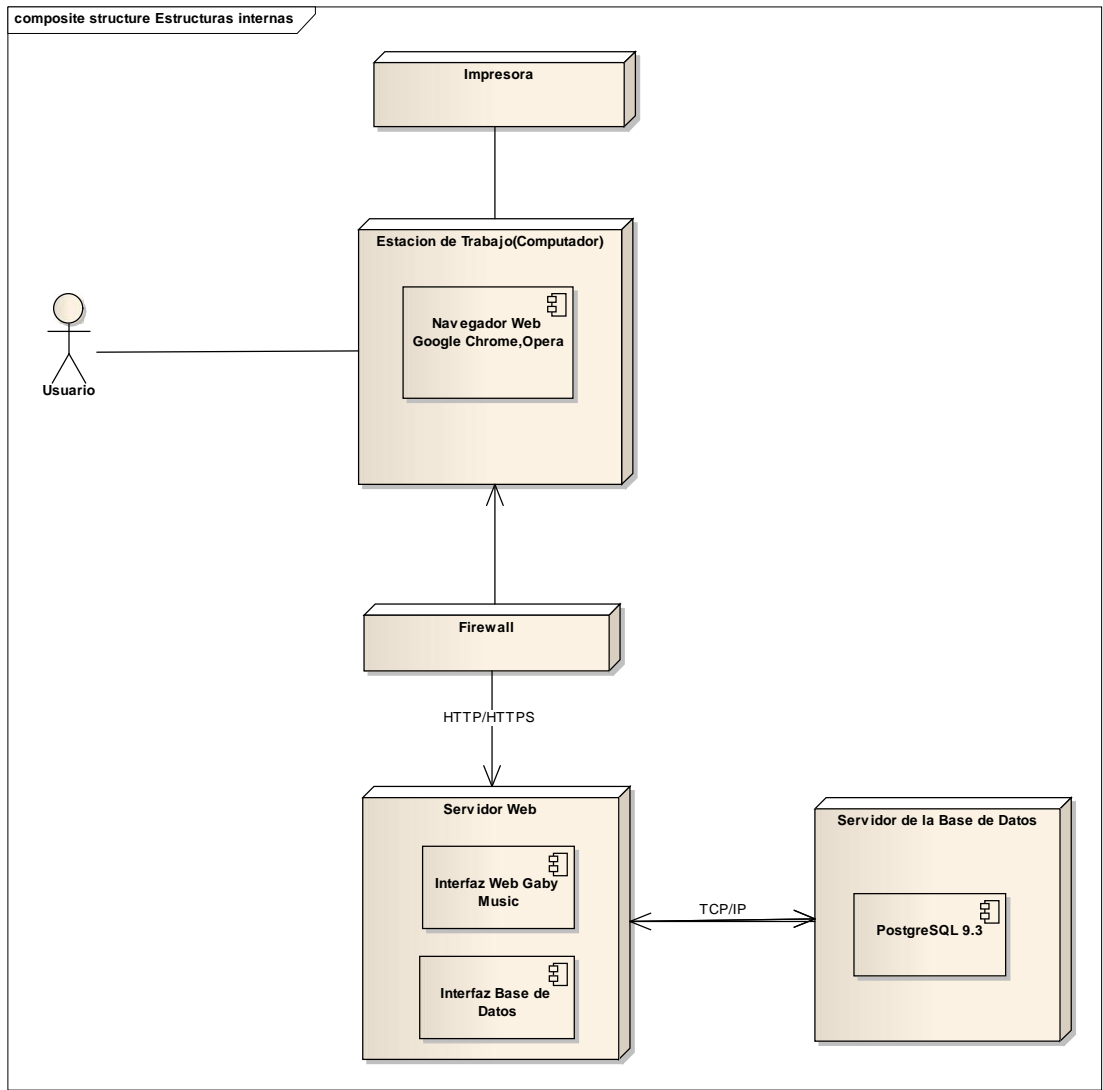 composite structure Estructuras internas
Impresora
Estacion de Trabajo(Computador)
Navegador Web
Google Chrome,Opera
Usuario
Firewall
HTTP/HTTPS
Servidor Web
Interfaz Web Gaby
Music
Interfaz Base de
Datos
TCP/IP
Servidor de la Base de Datos
PostgreSQL 9.3